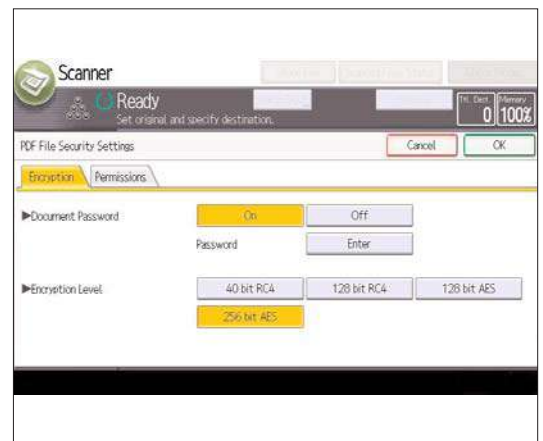 Scanner
Ready
Set original and specify destination.
Ttl. Dest. Memory
0 100%
PDF File Security Settings Cancel OK
Encryption Permissions
▶Document Password On Off
Password Enter
▶Encryption Level 40 bit RC4 128 bit RC4 128 bit AES
256 bit AES